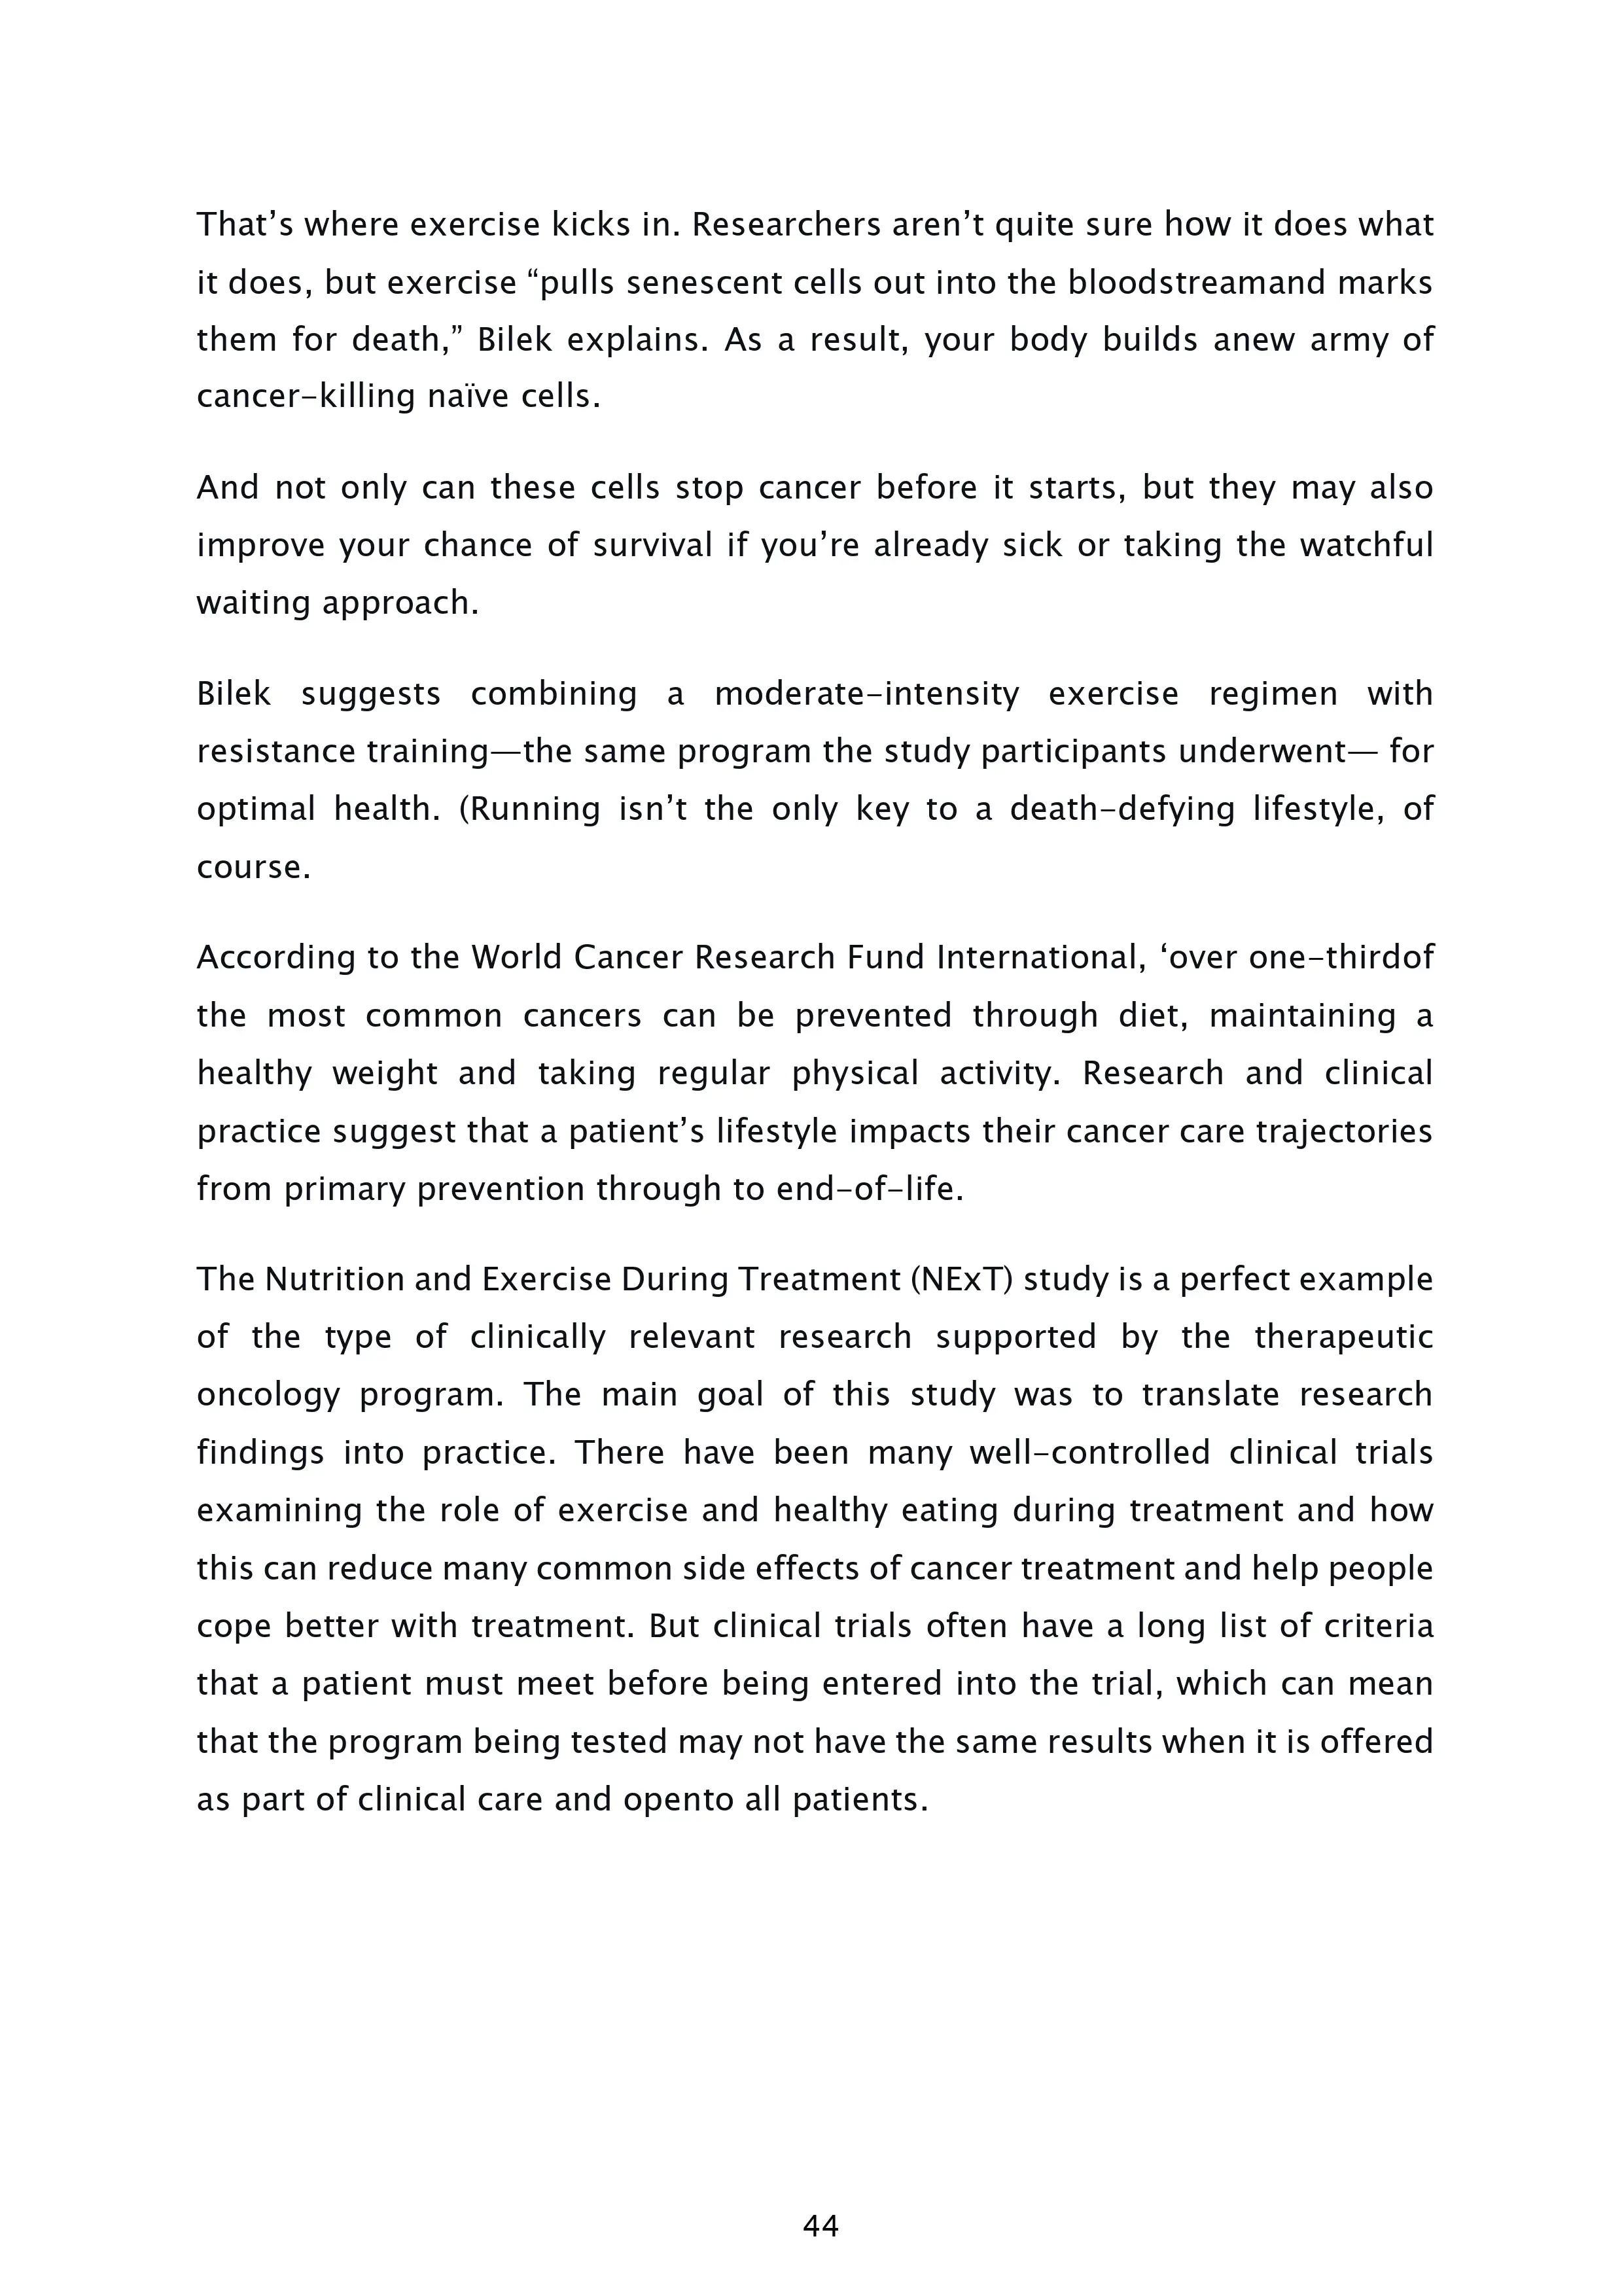 That’s where exercise kicks in. Researchers aren’t quite sure how it does what
it does, but exercise “pulls senescent cells out into the bloodstreamand marks
them for death,” Bilek explains. As a result, your body builds anew army of
cancer-killing naïve cells.
And not only can these cells stop cancer before it starts, but they may also
improve your chance of survival if you’re already sick or taking the watchful
waiting approach.
Bilek suggests combining a moderate-intensity exercise regimen with
resistance training—the same program the study participants underwent— for
optimal health. (Running isn’t the only key to a death-defying lifestyle, of
course.
According to the World Cancer Research Fund International, ‘over one-thirdof
the most common cancers can be prevented through diet, maintaining a
healthy weight and taking regular physical activity. Research and clinical
practice suggest that a patient’s lifestyle impacts their cancer care trajectories
from primary prevention through to end-of-life.
The Nutrition and Exercise During Treatment (NExT) study is a perfect example
of the type of clinically relevant research supported by the therapeutic
oncology program. The main goal of this study was to translate research
findings into practice. There have been many well-controlled clinical trials
examining the role of exercise and healthy eating during treatment and how
this can reduce many common side effects of cancer treatment and help people
cope better with treatment. But clinical trials often have a long list of criteria
that a patient must meet before being entered into the trial, which can mean
that the program being tested may not have the same results when it is offered
as part of clinical care and opento all patients.
44